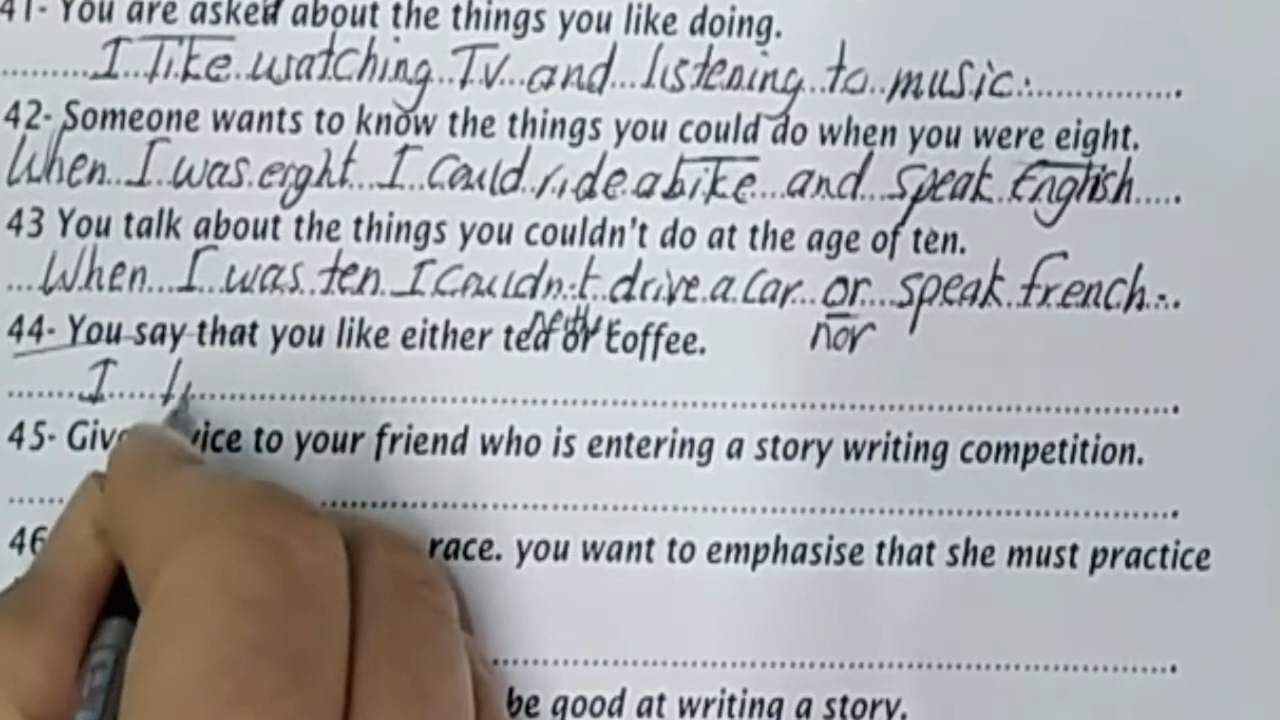 41- You are asked about the things you like doing.
I like watching TV and listening to music.
42- Someone wants to know the things you could do when you were eight.
When I was eight I could ride a bike and speak English
43 You talk about the things you couldn't do at the age of ten.
When I was ten I couldn't drive a car or speak french.
nor
44- You say that you like either tea or coffee.
I
45- Give to your friend who is entering a story writing competition.
46 race. you want to emphasise that she must practice
be good at writing a story.